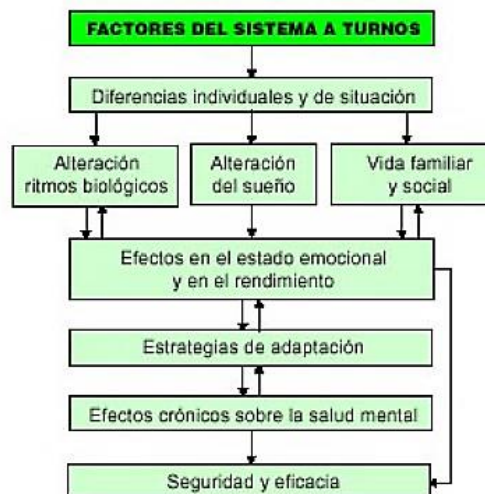 FACTORES DEL SISTEMA A TURNOS
Diferencias individuales y de situación
Alteración
ritmos biológicos
Alteración
del sueño
Vida familiar
y social
Efectos en el estado emocional
y en el rendimiento
Estrategias de adaptación
Efectos crónicos sobre la salud mental
Seguridad y eficacia